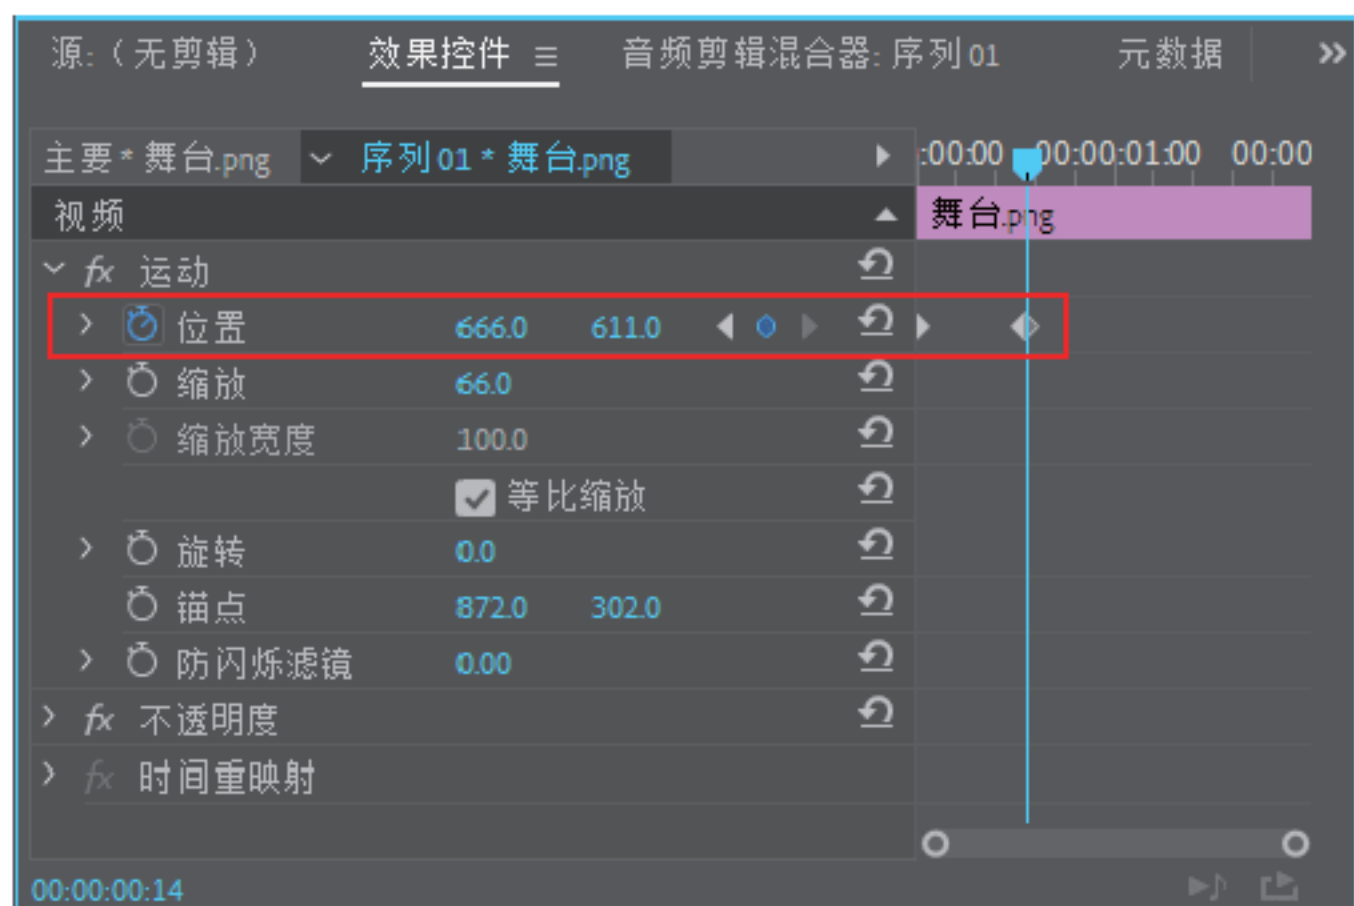 源:（无剪辑） 效果控件 ≡ 音频剪辑混合器: 序列 01 元数据 »
主要 * 舞台.png 序列 01 * 舞台.png :00:00 00:00:01:00 00:00
视频 舞台.png
fx 运动
位置 666.0 611.0
缩放 66.0
缩放宽度 100.0
等比缩放
旋转 0.0
锚点 872.0 302.0
防闪烁滤镜 0.00
fx 不透明度
fx 时间重映射
00:00:00:14